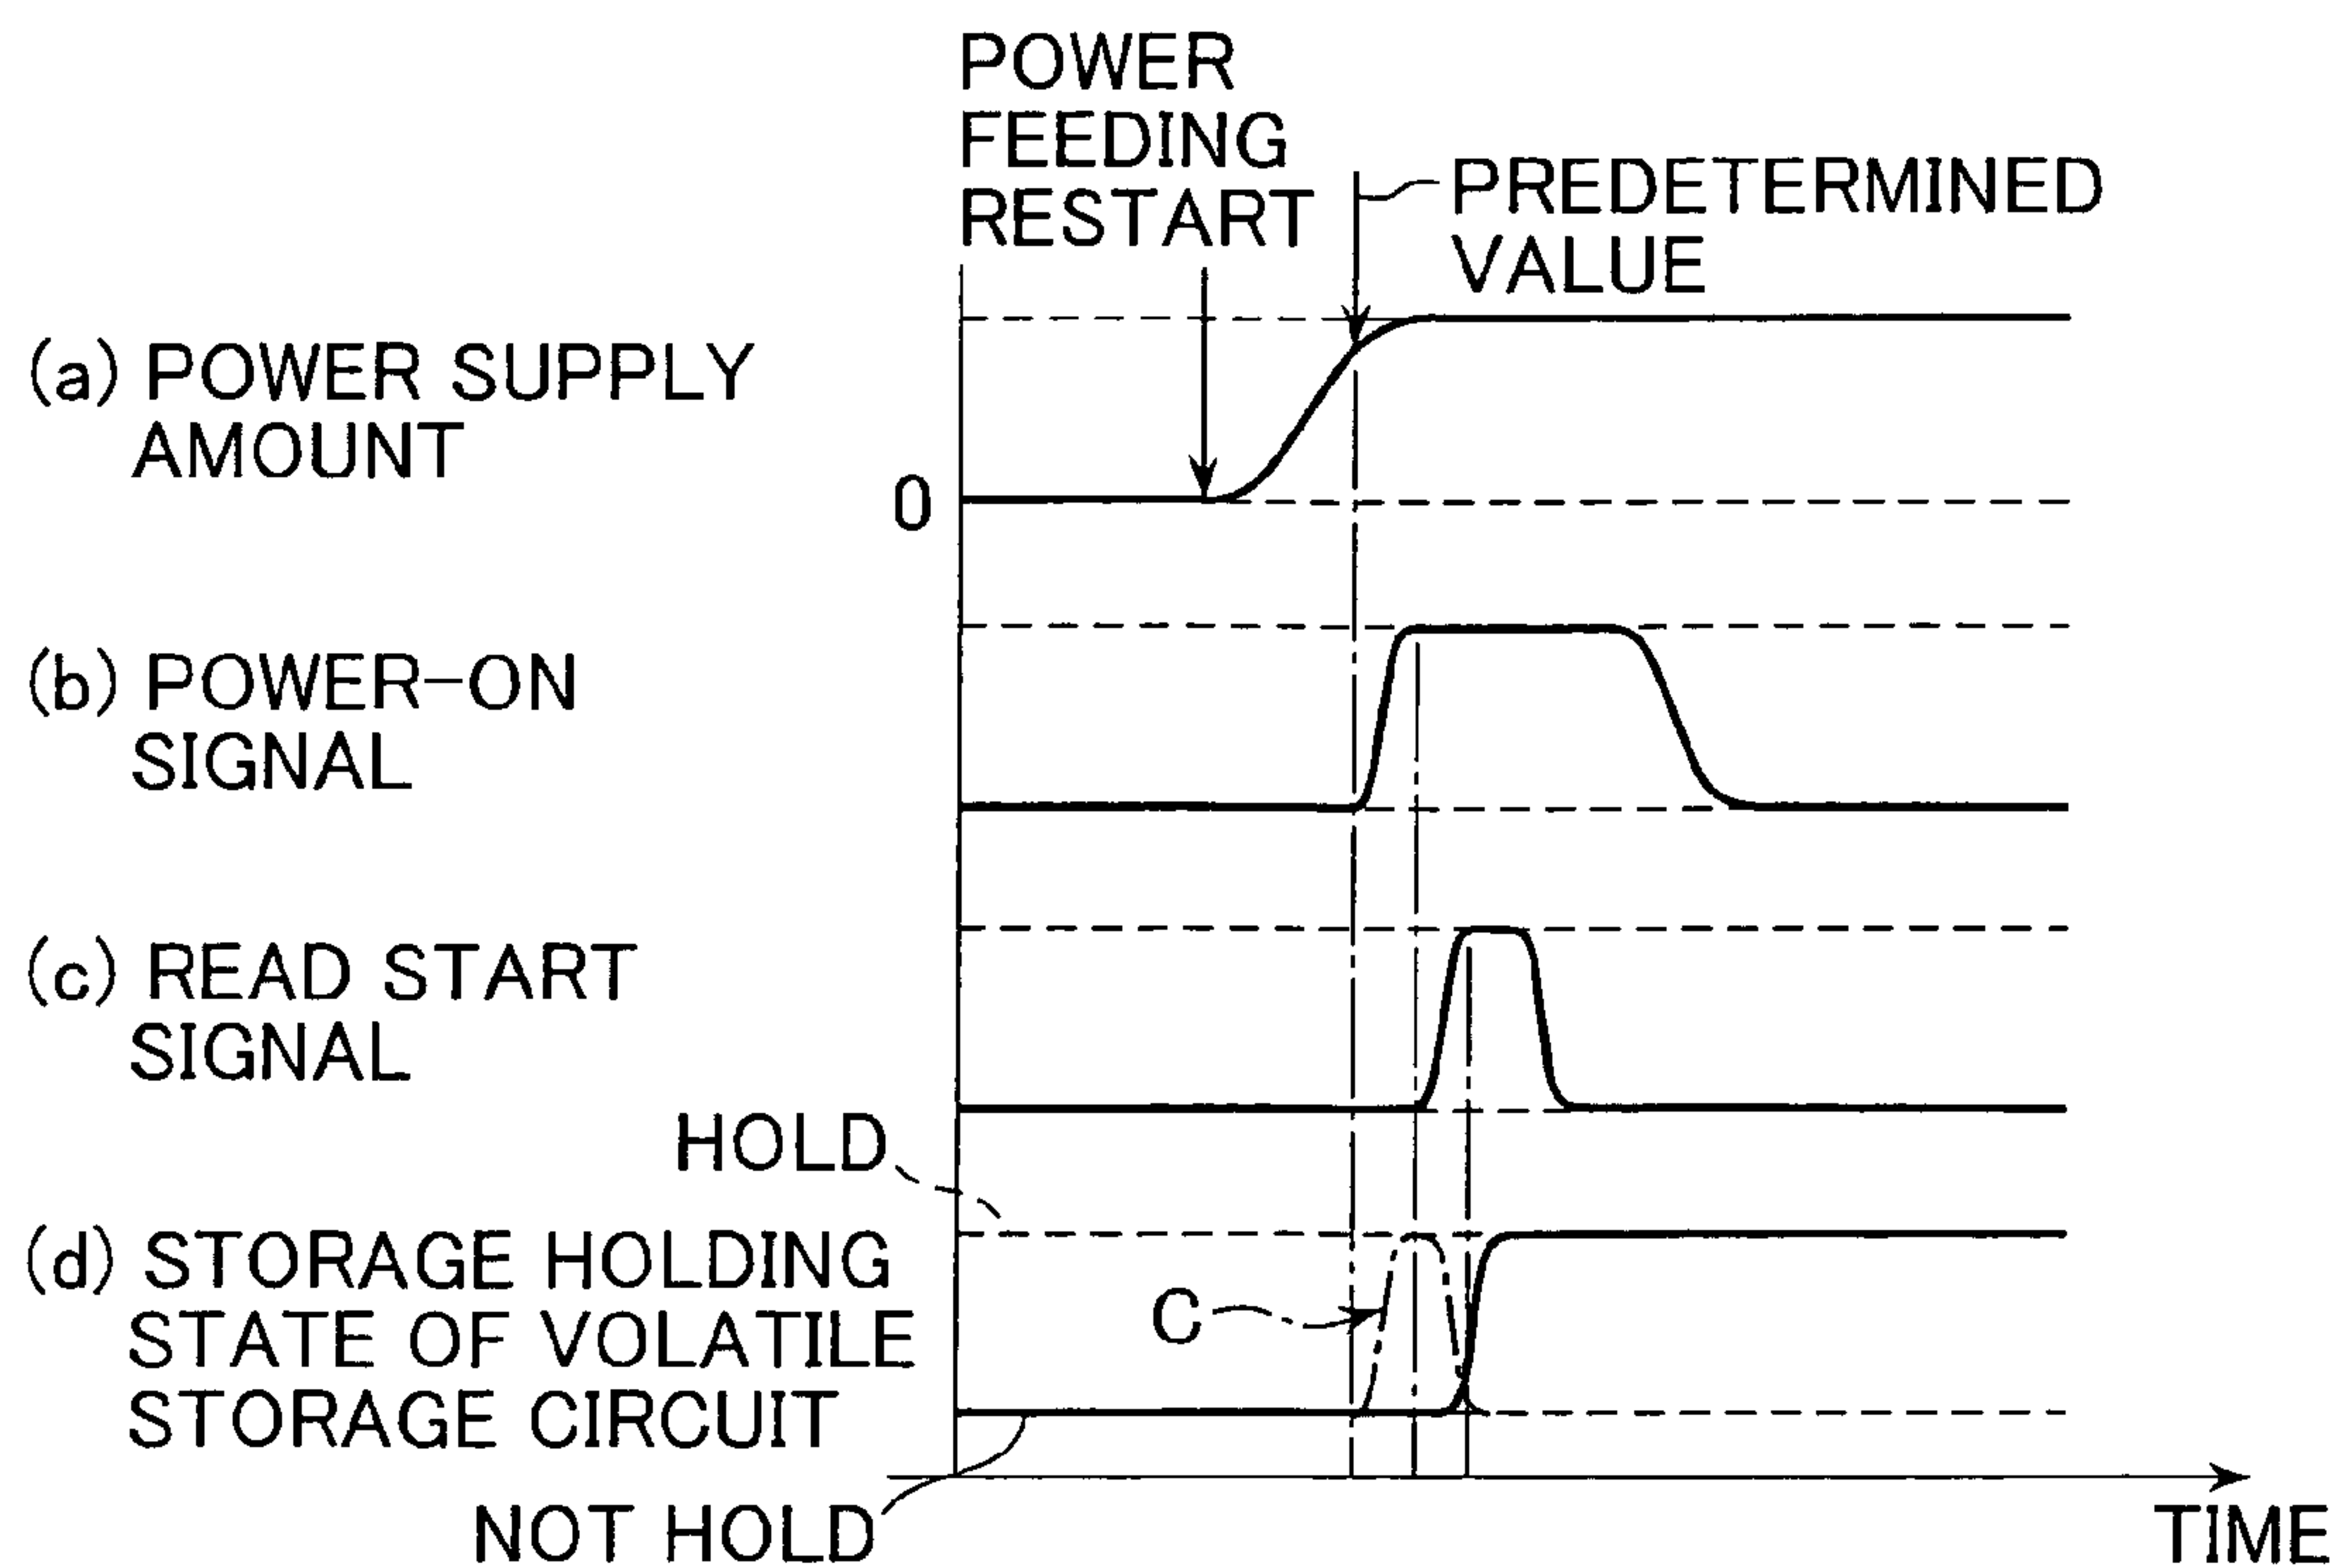 POWER
FEEDING
RESTART
PREDETERMINED
VALUE
(a) POWER SUPPLY
AMOUNT
0
(b) POWER-ON
SIGNAL
(c) READ START
SIGNAL
HOLD
(d) STORAGE HOLDING
STATE OF VOLATILE
STORAGE CIRCUIT
C
NOT HOLD
TIME